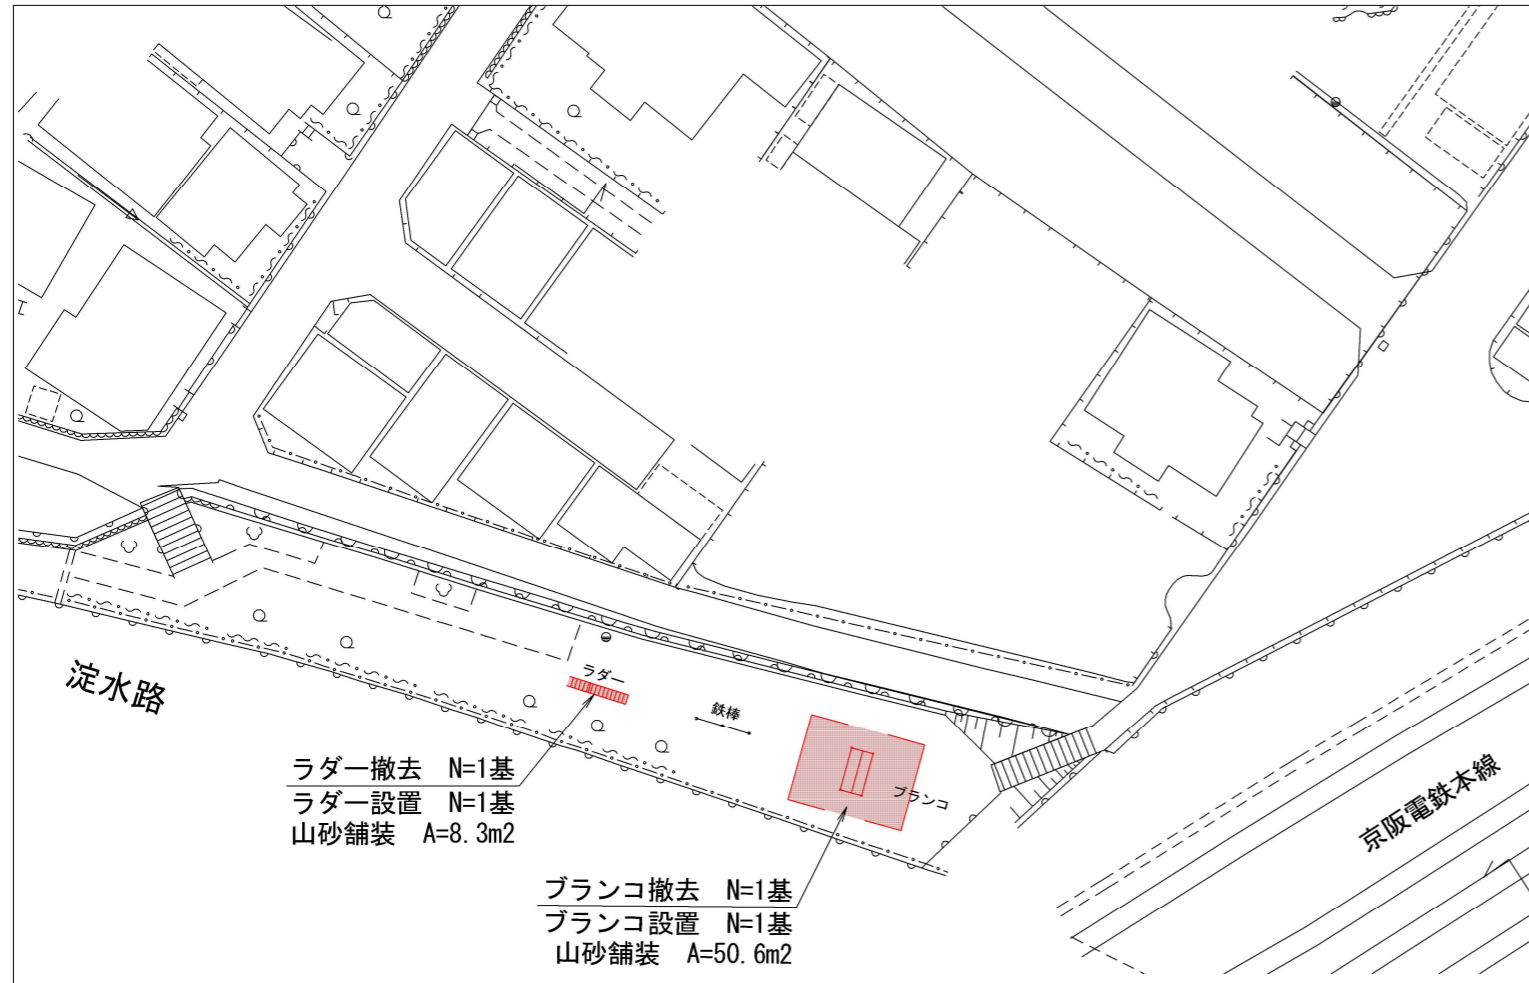 淀水路
ラダー
鉄棒
ブランコ
京阪電鉄本線
ラダー撤去 N=1基
ラダー設置 N=1基
山砂舗装 A=8.3m2
ブランコ撤去 N=1基
ブランコ設置 N=1基
山砂舗装 A=50.6m2